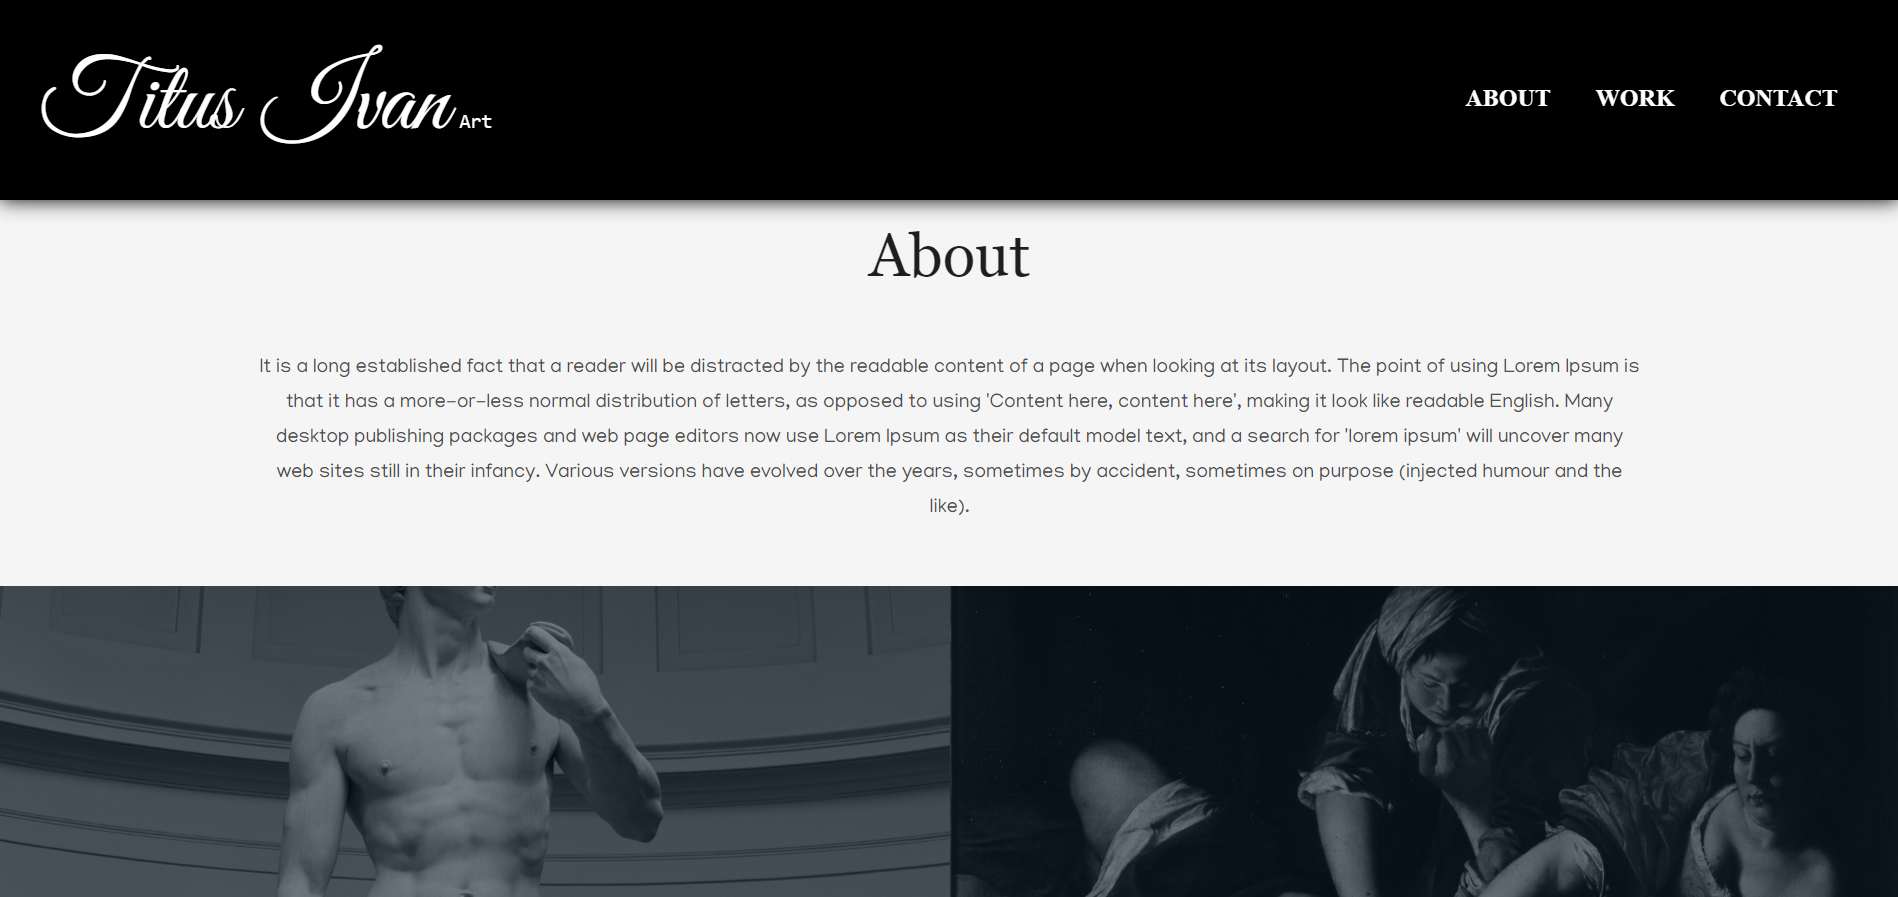 Titus Ivan Art
ABOUT WORK CONTACT
About
It is a long established fact that a reader will be distracted by the readable content of a page when looking at its layout. The point of using Lorem Ipsum is
that it has a more-or-less normal distribution of letters, as opposed to using 'Content here, content here', making it look like readable English. Many
desktop publishing packages and web page editors now use Lorem Ipsum as their default model text, and a search for 'lorem ipsum' will uncover many
web sites still in their infancy. Various versions have evolved over the years, sometimes by accident, sometimes on purpose (injected humour and the
like).